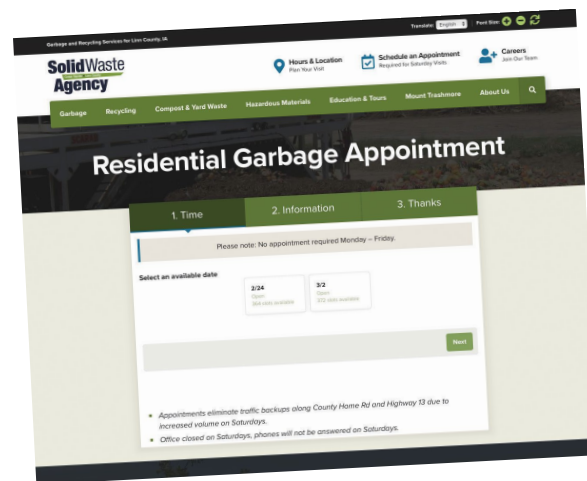 Garbage and Recycling Services for Linn County, IA
Translate: English
Font Size:
SolidWaste
Agency
Hours & Location
Plan Your Visit
Schedule an Appointment
Required for Saturday Visits
Careers
Join Our Team
Garbage
Recycling
Compost & Yard Waste
Hazardous Materials
Education & Tours
Mount Trashmore
About Us
Residential Garbage Appointment
1. Time
2. Information
3. Thanks
Please note: No appointment required Monday – Friday.
Select an available date
2/24
Open
3/2
Open
Next
Appointments eliminate traffic backups along County Home Rd and Highway 13 due to
increased volume on Saturdays.
Office closed on Saturdays, phones will not be answered on Saturdays.